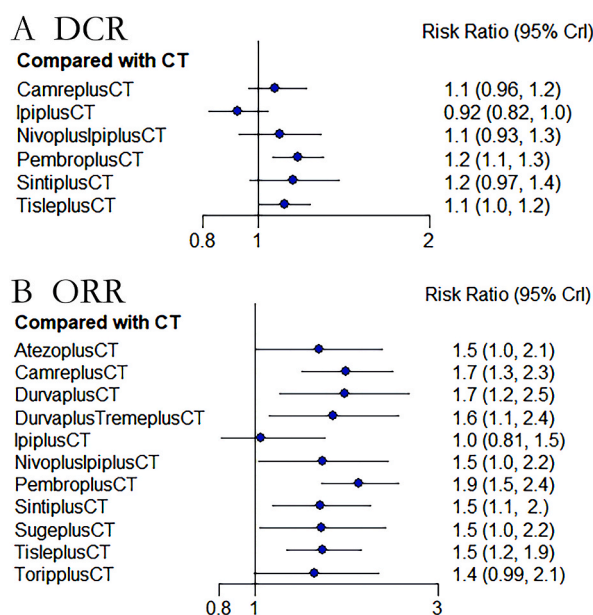 A DCR
Risk Ratio (95% CrI)
Compared with CT
CamreplusCT 1.1 (0.96, 1.2)
IpiplusCT 0.92 (0.82, 1.0)
NivoplusIpiplusCT 1.1 (0.93, 1.3)
PembroplusCT 1.2 (1.1, 1.3)
SintiplusCT 1.2 (0.97, 1.4)
TisleplusCT 1.1 (1.0, 1.2)
0.8 1 2
B ORR
Risk Ratio (95% CrI)
Compared with CT
AtezoplusCT 1.5 (1.0, 2.1)
CamreplusCT 1.7 (1.3, 2.3)
DurvaplusCT 1.7 (1.2, 2.5)
DurvaplusTremeplusCT 1.6 (1.1, 2.4)
IpiplusCT 1.0 (0.81, 1.5)
NivoplusIpiplusCT 1.5 (1.0, 2.2)
PembroplusCT 1.9 (1.5, 2.4)
SintiplusCT 1.5 (1.1, 2.)
SugeplusCT 1.5 (1.0, 2.2)
TisleplusCT 1.5 (1.2, 1.9)
TorippluCT 1.4 (0.99, 2.1)
0.8 1 3